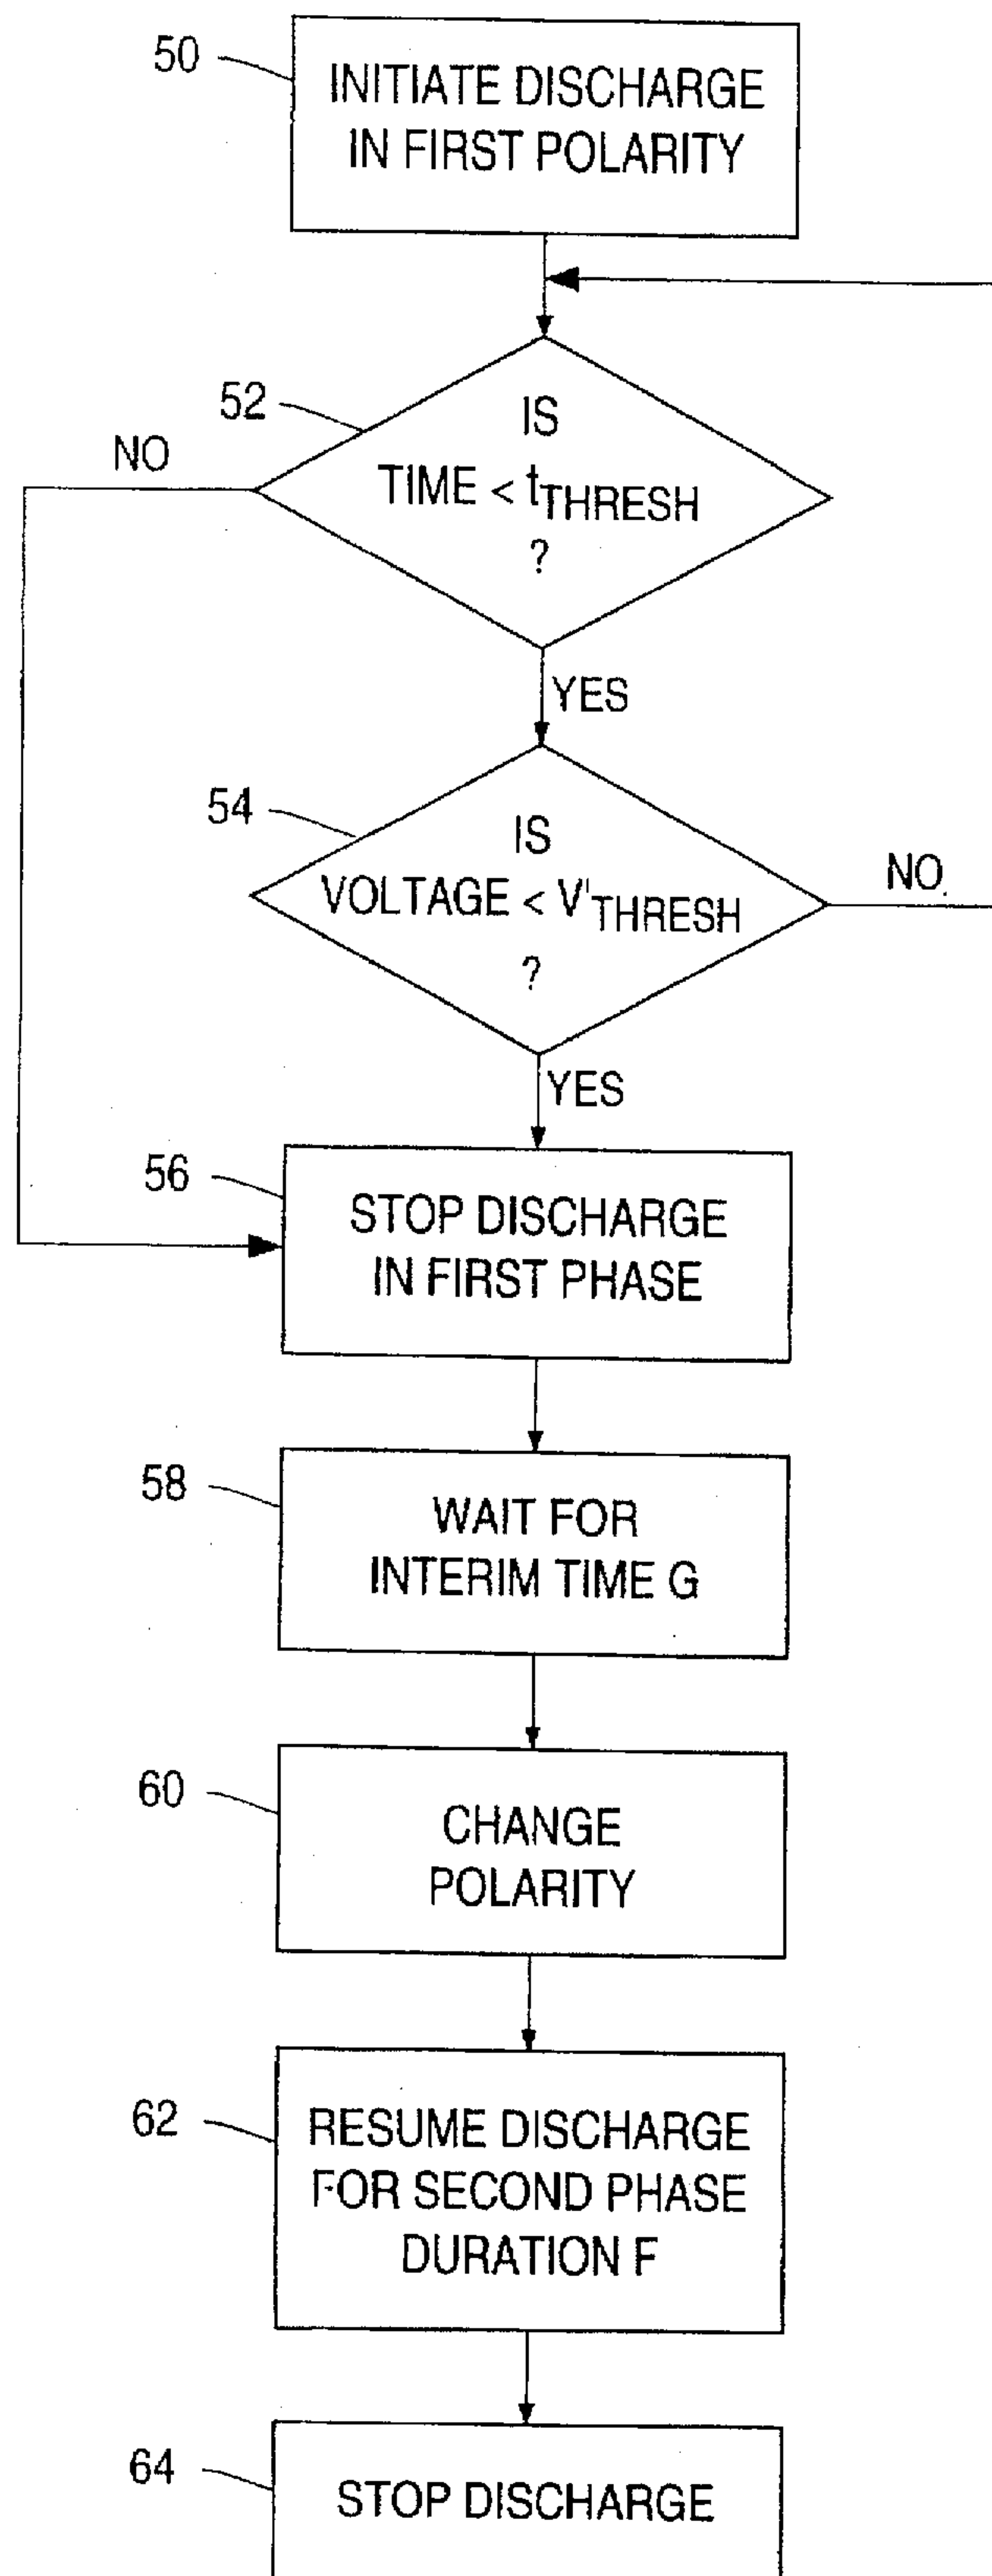 50
INITIATE DISCHARGE
IN FIRST POLARITY
52
IS
TIME < tTHRESH
?
NO
YES
54
IS
VOLTAGE < V'THRESH
?
NO
YES
56
STOP DISCHARGE
IN FIRST PHASE
58
WAIT FOR
INTERIM TIME G
60
CHANGE
POLARITY
62
RESUME DISCHARGE
FOR SECOND PHASE
DURATION F
64
STOP DISCHARGE